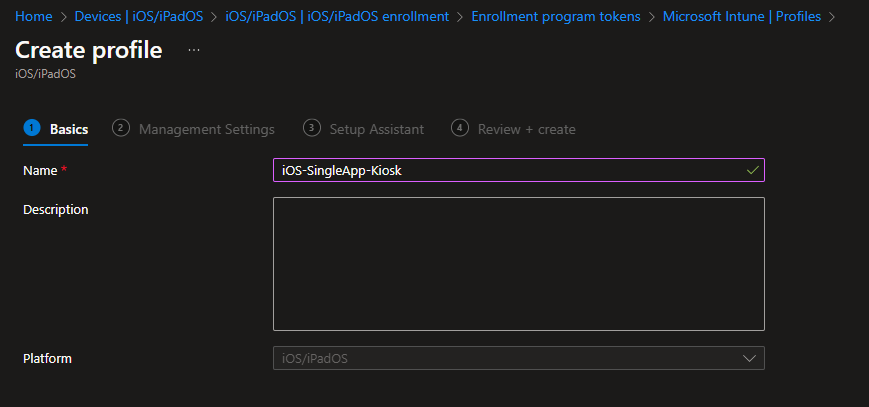 Home > Devices | iOS/iPadOS > iOS/iPadOS | iOS/iPadOS enrollment > Enrollment program tokens > Microsoft Intune | Profiles >
Create profile ...
iOS/iPadOS
1 Basics 2 Management Settings 3 Setup Assistant 4 Review + create
Name * iOS-SingleApp-Kiosk
Description
Platform iOS/iPadOS